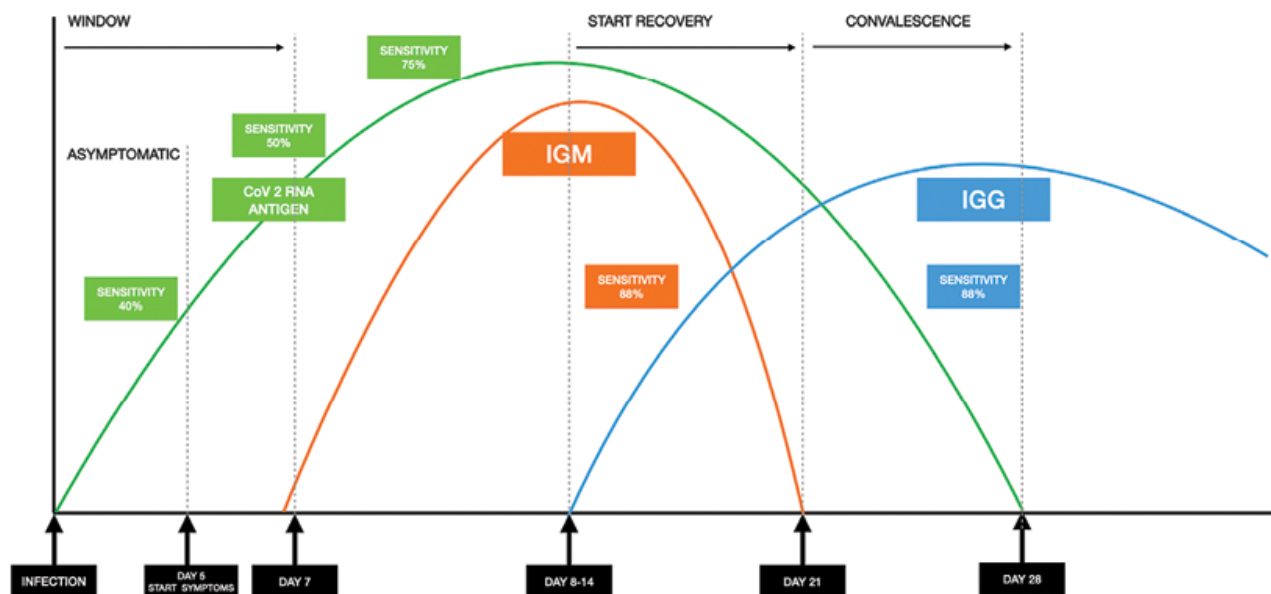 WINDOW
START RECOVERY
CONVALESCENCE
SENSITIVITY
75%
SENSITIVITY
50%
ASYMPTOMATIC
IGM
CoV 2 RNA
ANTIGEN
IGG
SENSITIVITY
40%
SENSITIVITY
88%
SENSITIVITY
88%
INFECTION
DAY 5
START SYMPTOMS
DAY 7
DAY 8-14
DAY 21
DAY 28